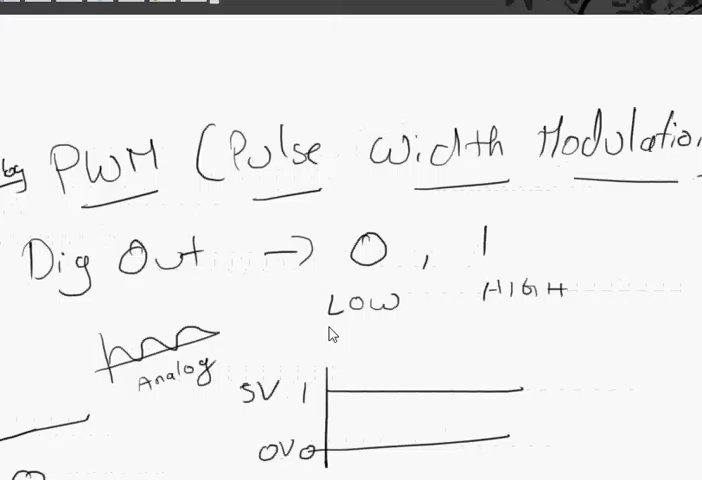 PWM (Pulse Width Modulation
Dig Out → 0, 1
LOW HIGH
Analog
5V 1
0V 0